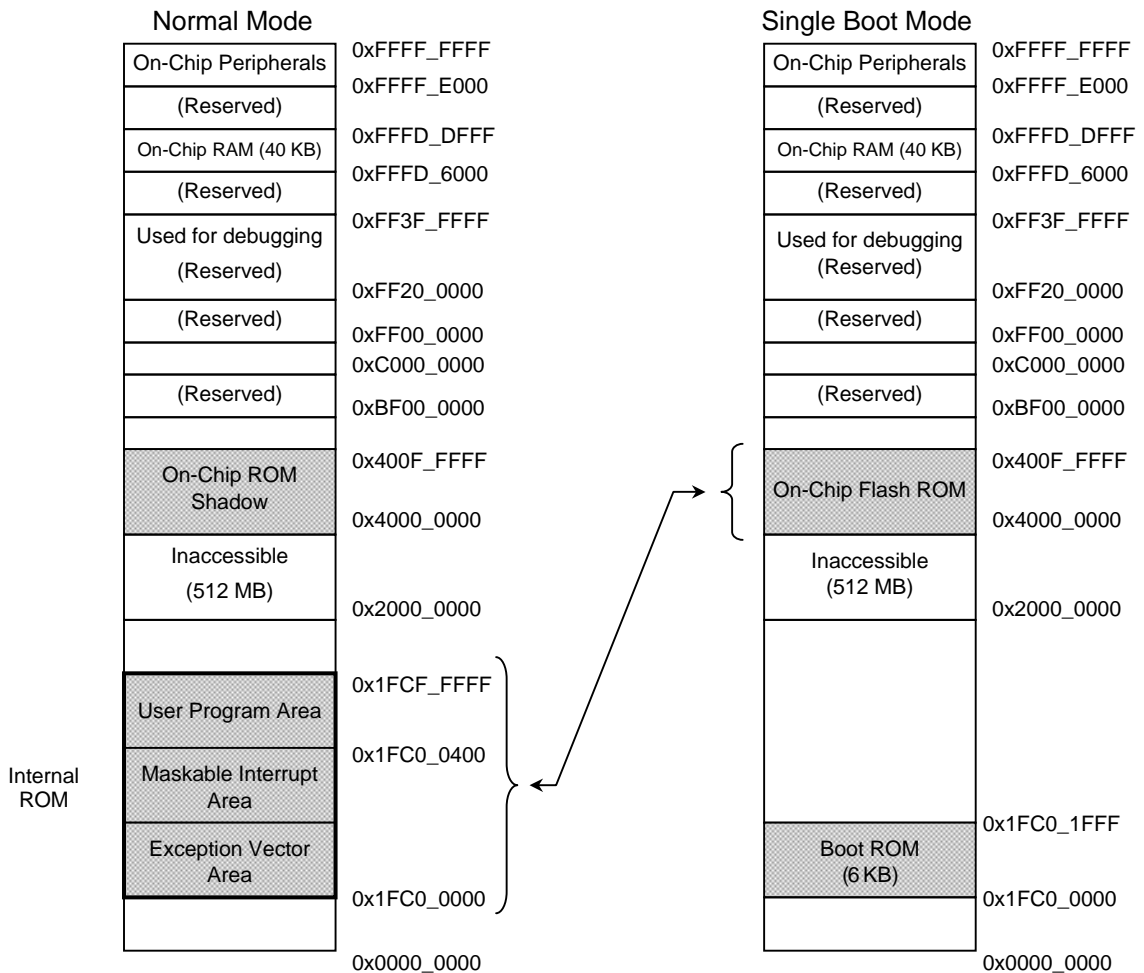 Normal Mode
0xFFFF_FFFF
On-Chip Peripherals
0xFFFF_E000
(Reserved)
0xFFFD_DFFF
On-Chip RAM (40 KB)
0xFFFD_6000
(Reserved)
0xFF3F_FFFF
Used for debugging
(Reserved)
0xFF20_0000
(Reserved)
0xFF00_0000
0xC000_0000
(Reserved)
0xBF00_0000
0x400F_FFFF
On-Chip ROM
Shadow
0x4000_0000
Inaccessible
(512 MB)
0x2000_0000
0x1FCF_FFFF
User Program Area
0x1FC0_0400
Internal
ROM
Maskable Interrupt
Area
Exception Vector
Area
0x1FC0_0000
0x0000_0000
Single Boot Mode
0xFFFF_FFFF
On-Chip Peripherals
0xFFFF_E000
(Reserved)
0xFFFD_DFFF
On-Chip RAM (40 KB)
0xFFFD_6000
(Reserved)
0xFF3F_FFFF
Used for debugging
(Reserved)
0xFF20_0000
(Reserved)
0xFF00_0000
0xC000_0000
(Reserved)
0xBF00_0000
0x400F_FFFF
On-Chip Flash ROM
0x4000_0000
Inaccessible
(512 MB)
0x2000_0000
0x1FC0_1FFF
Boot ROM
(6 KB)
0x1FC0_0000
0x0000_0000